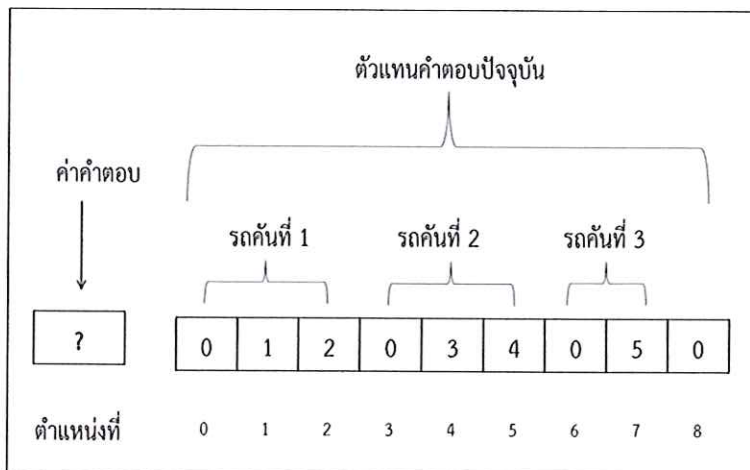 ตัวแทนคำตอบปัจจุบัน
ค่าคำตอบ
รถคันที่ 1 รถคันที่ 2 รถคันที่ 3
? 0 1 2 0 3 4 0 5 0
ตำแหน่งที่ 0 1 2 3 4 5 6 7 8